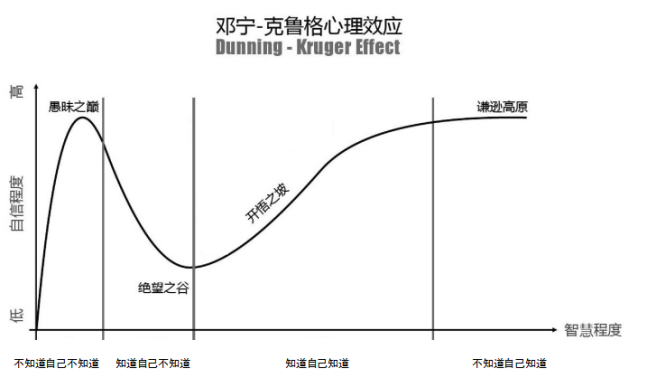 邓宁-克鲁格心理效应
Dunning - Kruger Effect
高
愚昧之巅
谦逊高原
自信程度
开悟之坡
绝望之谷
低
智慧程度
不知道自己不知道
知道自己不知道
知道自己知道
不知道自己知道